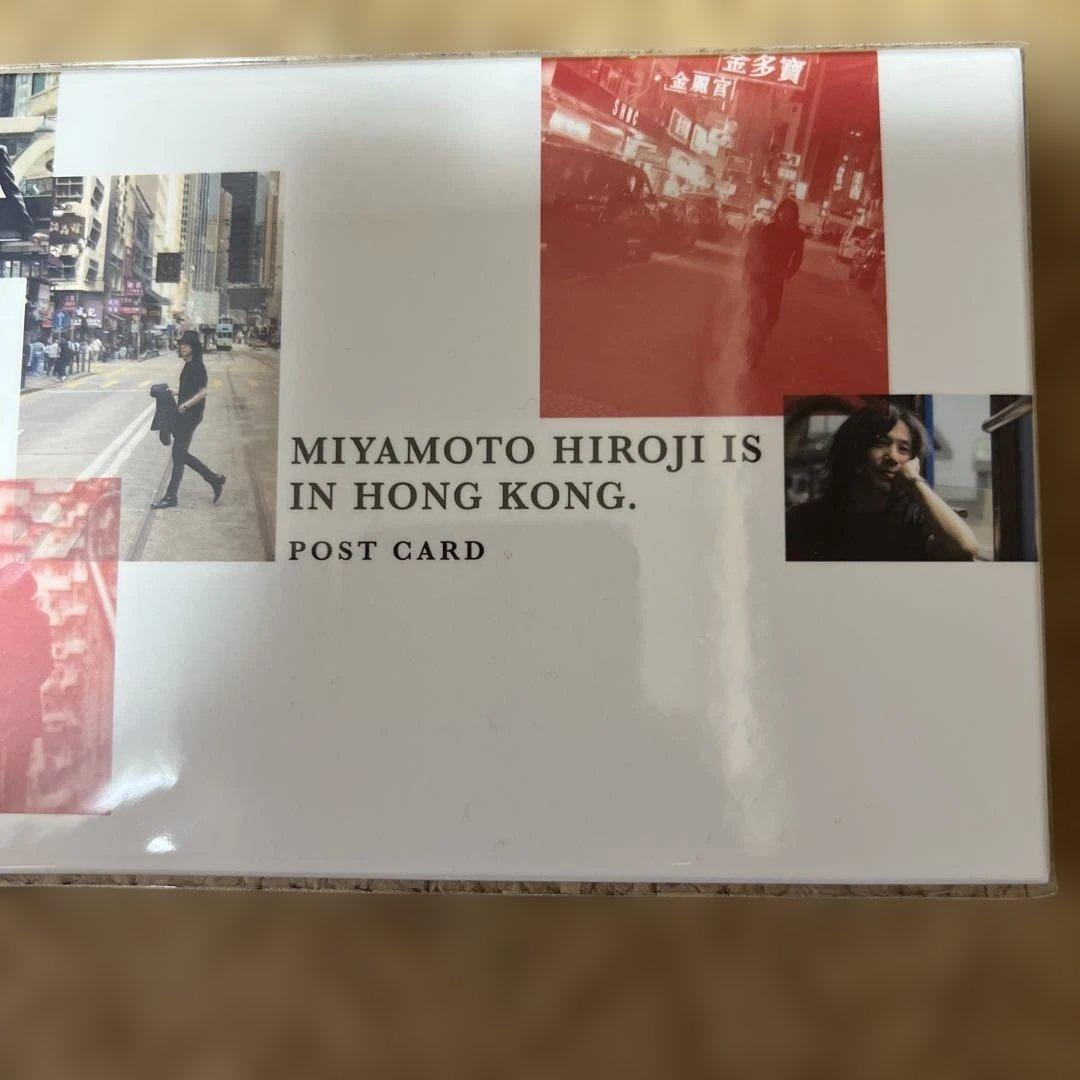 金多寶
金麗宮
MIYAMOTO HIROJI IS
IN HONG KONG.
POST CARD